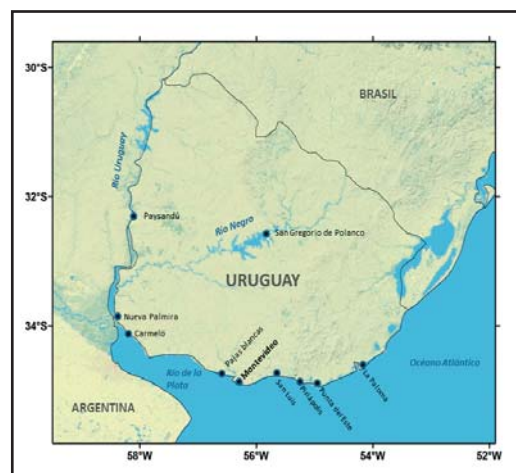 30°S
BRASIL
Río Uruguay
32°S
Paysandú
Río Negro
San Gregorio de Polanco
URUGUAY
Nueva Palmira
34°S
Carmelo
Pajas blancas
Montevideo
San Luis
Piriápolis
Punta del Este
La Paloma
Océano Atlántico
Río de la
Plata
ARGENTINA
58°W
56°W
54°W
52°W